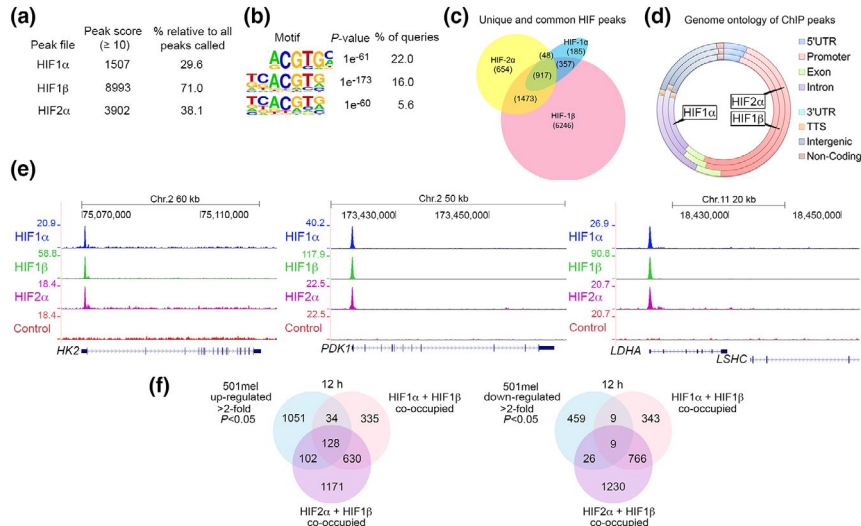 (a)
Peak file Peak score (≥ 10) % relative to all peaks called
HIF1α 1507 29.6
HIF1β 8993 71.0
HIF2α 3902 38.1
(b)
Motif P-value % of queries
ACGTG 1e-61 22.0
TCACGTG 1e-173 16.0
TCACGTG 1e-60 5.6
(c)
Unique and common HIF peaks
HIF-1α
(185)
(48)
(357)
HIF-2α
(654)
(917)
(1473)
HIF-1β
(6246)
(d)
Genome ontology of ChIP peaks
HIF1α
HIF2α
HIF1β
5'UTR
Promoter
Exon
Intron
3'UTR
TTS
Intergenic
Non-Coding
(e)
Chr.2 60 kb
75,070,000 75,110,000
20.9
HIF1α
58.8
HIF1β
18.4
HIF2α
18.4
Control
HK2
Chr.2 50 kb
173,430,000 173,450,000
40.2
HIF1α
117.9
HIF1β
22.5
HIF2α
22.5
Control
PDK1
Chr.11 20 kb
18,430,000 18,450,000
26.9
HIF1α
90.8
HIF1β
20.7
HIF2α
20.7
Control
LDHA
LSHC
(f)
501mel
up-regulated
>2-fold
P<0.05
12 h
HIF1α + HIF1β
co-occupied
1051 34 335
128
102 630
1171
HIF2α + HIF1β
co-occupied
501mel
down-regulated
>2-fold
P<0.05
12 h
HIF1α + HIF1β
co-occupied
459 9 343
9
26 766
1230
HIF2α + HIF1β
co-occupied